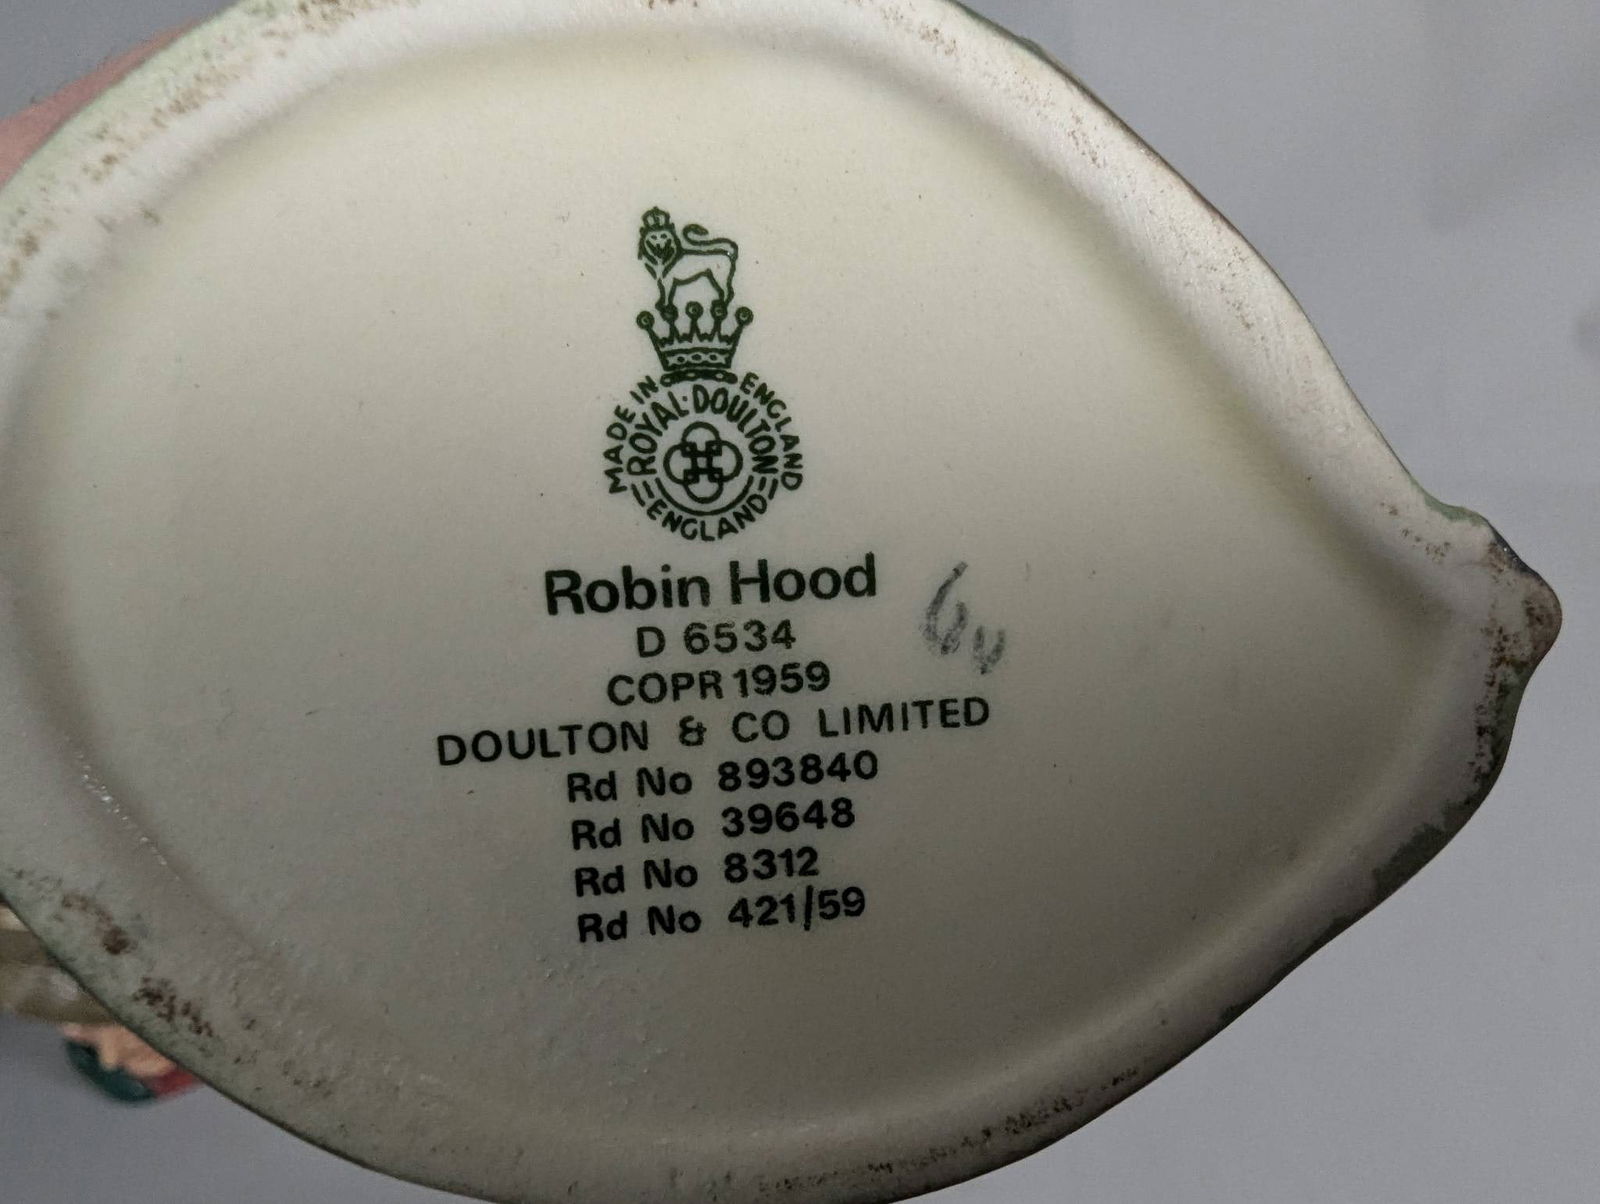 MADE IN ENGLAND
ROYAL·DOULTON
ENGLAND
Robin Hood
D 6534
COPR 1959
DOULTON & CO LIMITED
Rd No 893840
Rd No 39648
Rd No 8312
Rd No 421/59